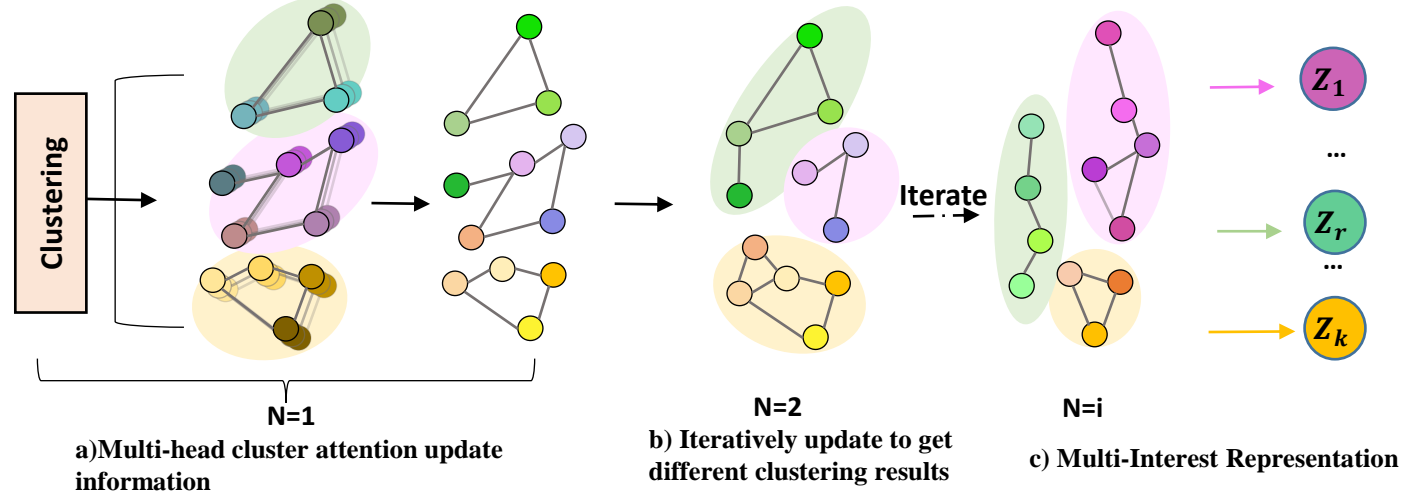 Clustering
Iterate
Z₁
...
Zᵣ
...
Zₖ
N=1
N=2
N=i
a)Multi-head cluster attention update
information
b) Iteratively update to get
different clustering results
c) Multi-Interest Representation